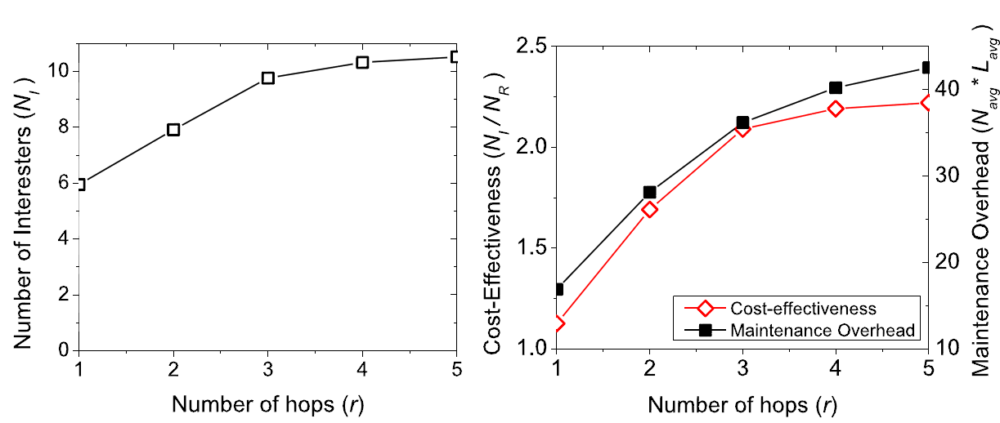 Number of Interesters (N_I)
10
8
6
4
2
0
1 2 3 4 5
Number of hops (r)
Cost-Effectiveness (N_I / N_R)
2.5
2.0
1.5
1.0
Cost-effectiveness
Maintenance Overhead
1 2 3 4 5
Number of hops (r)
40
30
20
10
Maintenance Overhead (N_avg * L_avg)